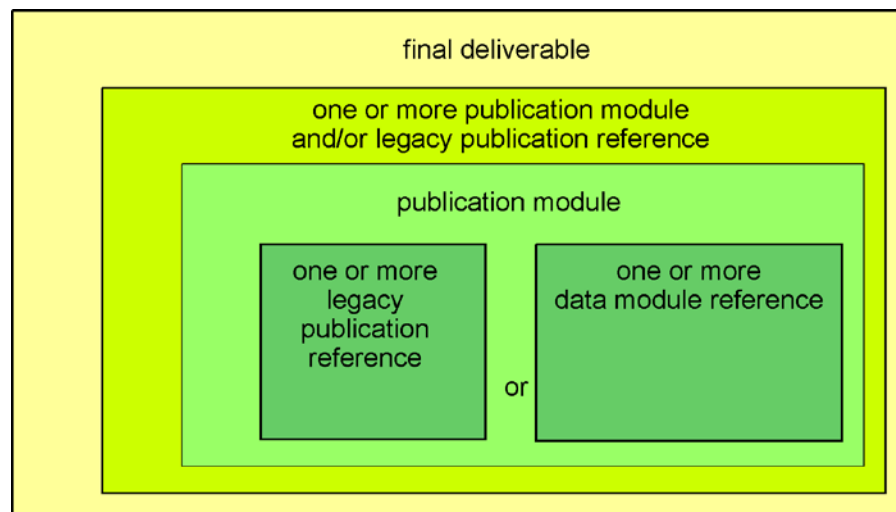 final deliverable
one or more publication module
and/or legacy publication reference
publication module
one or more
legacy
publication
reference
or
one or more
data module reference